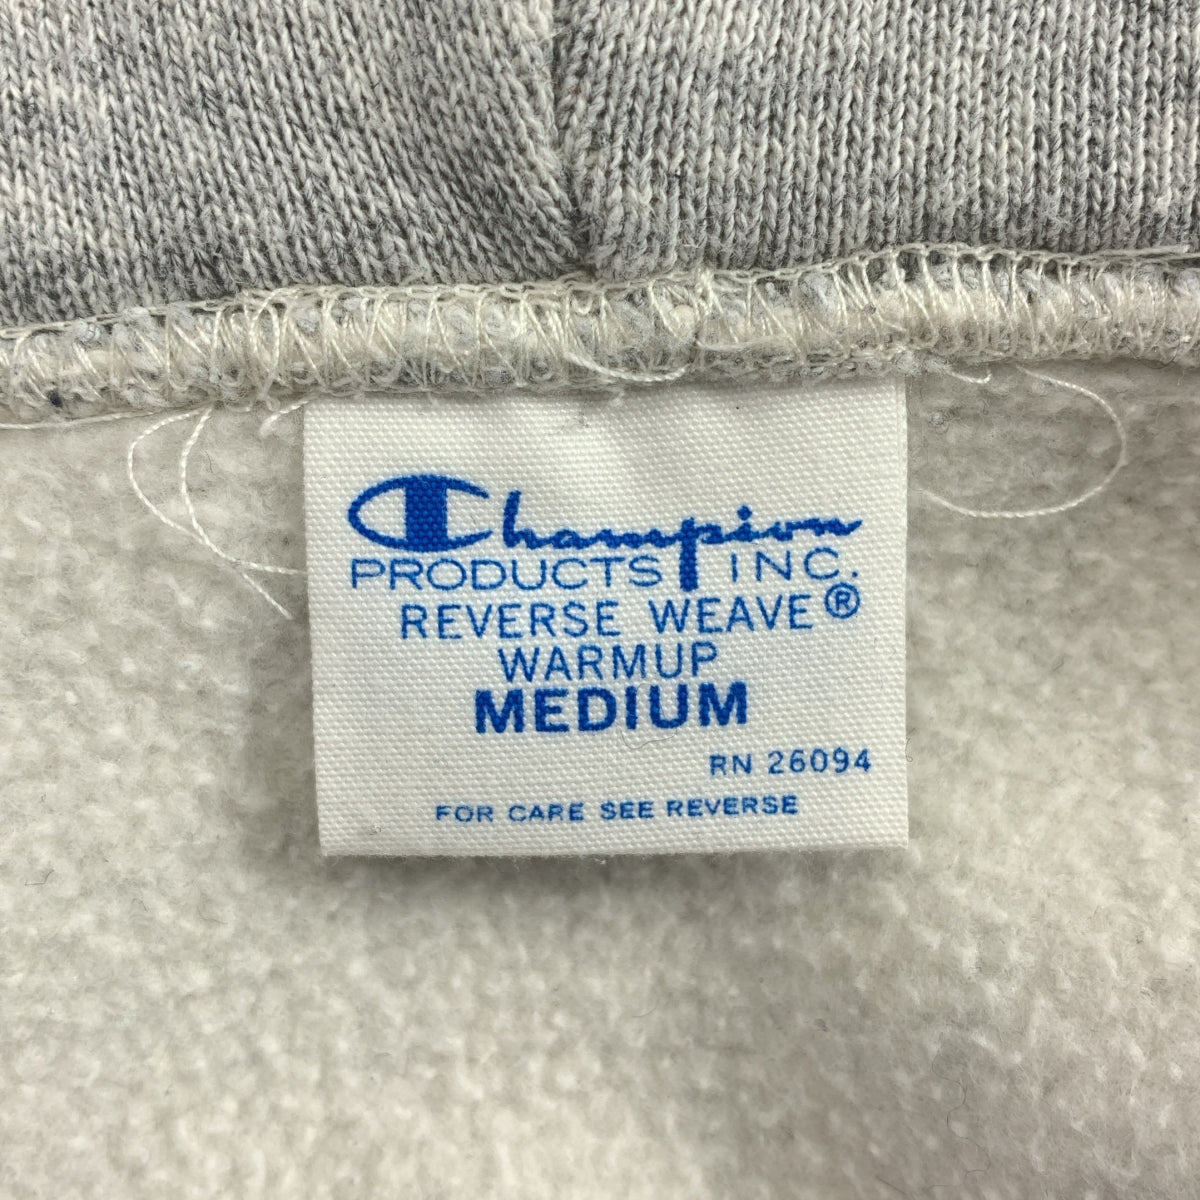 Champion
PRODUCTS INC.
REVERSE WEAVE®
WARMUP
MEDIUM
RN 26094
FOR CARE SEE REVERSE